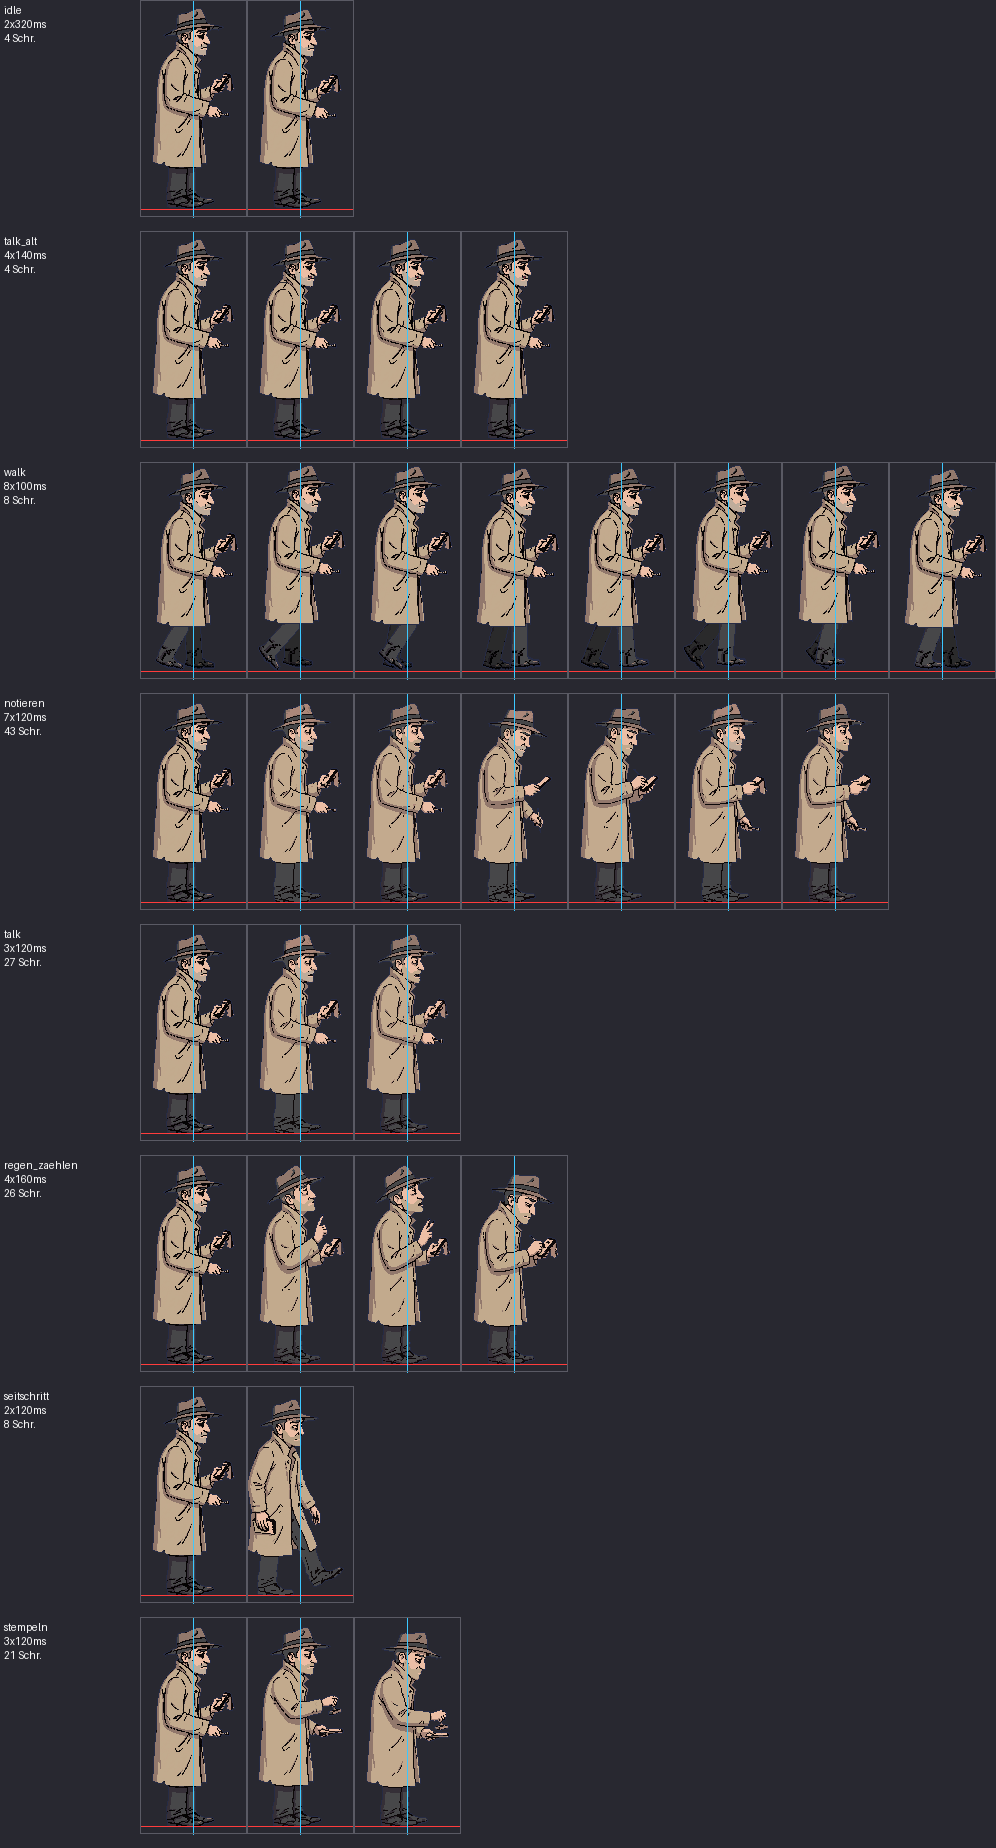 idle
2x320ms
4 Schr.
talk_alt
4x140ms
4 Schr.
walk
8x100ms
8 Schr.
notieren
7x120ms
43 Schr.
talk
3x120ms
27 Schr.
regen_zaehlen
4x160ms
26 Schr.
seitschritt
2x120ms
8 Schr.
stempeln
3x120ms
21 Schr.